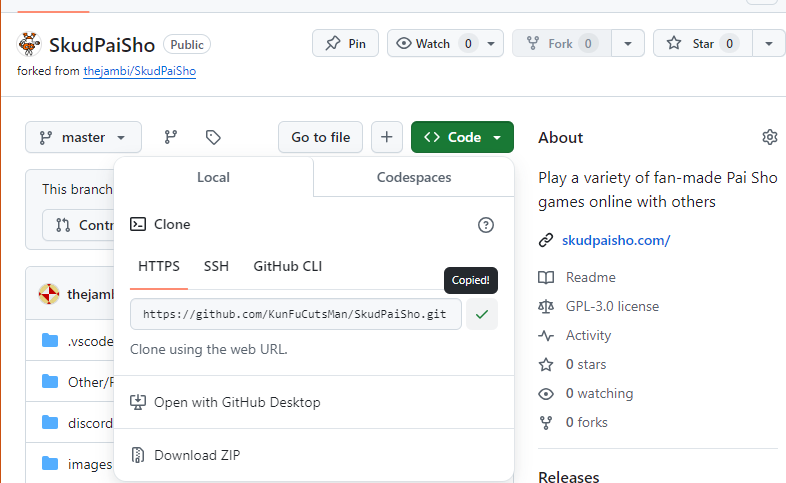 SkudPaiSho Public
Pin
Watch 0
Fork 0
Star 0
forked from thejambi/SkudPaiSho
master
Go to file
Code
About
This branch
Contr
Local
Codespaces
Clone
HTTPS
SSH
GitHub CLI
Copied!
https://github.com/KunFuCutsMan/SkudPaiSho.git
Clone using the web URL.
Open with GitHub Desktop
Download ZIP
thejambi
.vscode
Other/P
discord
images
Play a variety of fan-made Pai Sho
games online with others
skudpaisho.com/
Readme
GPL-3.0 license
Activity
0 stars
0 watching
0 forks
Releases